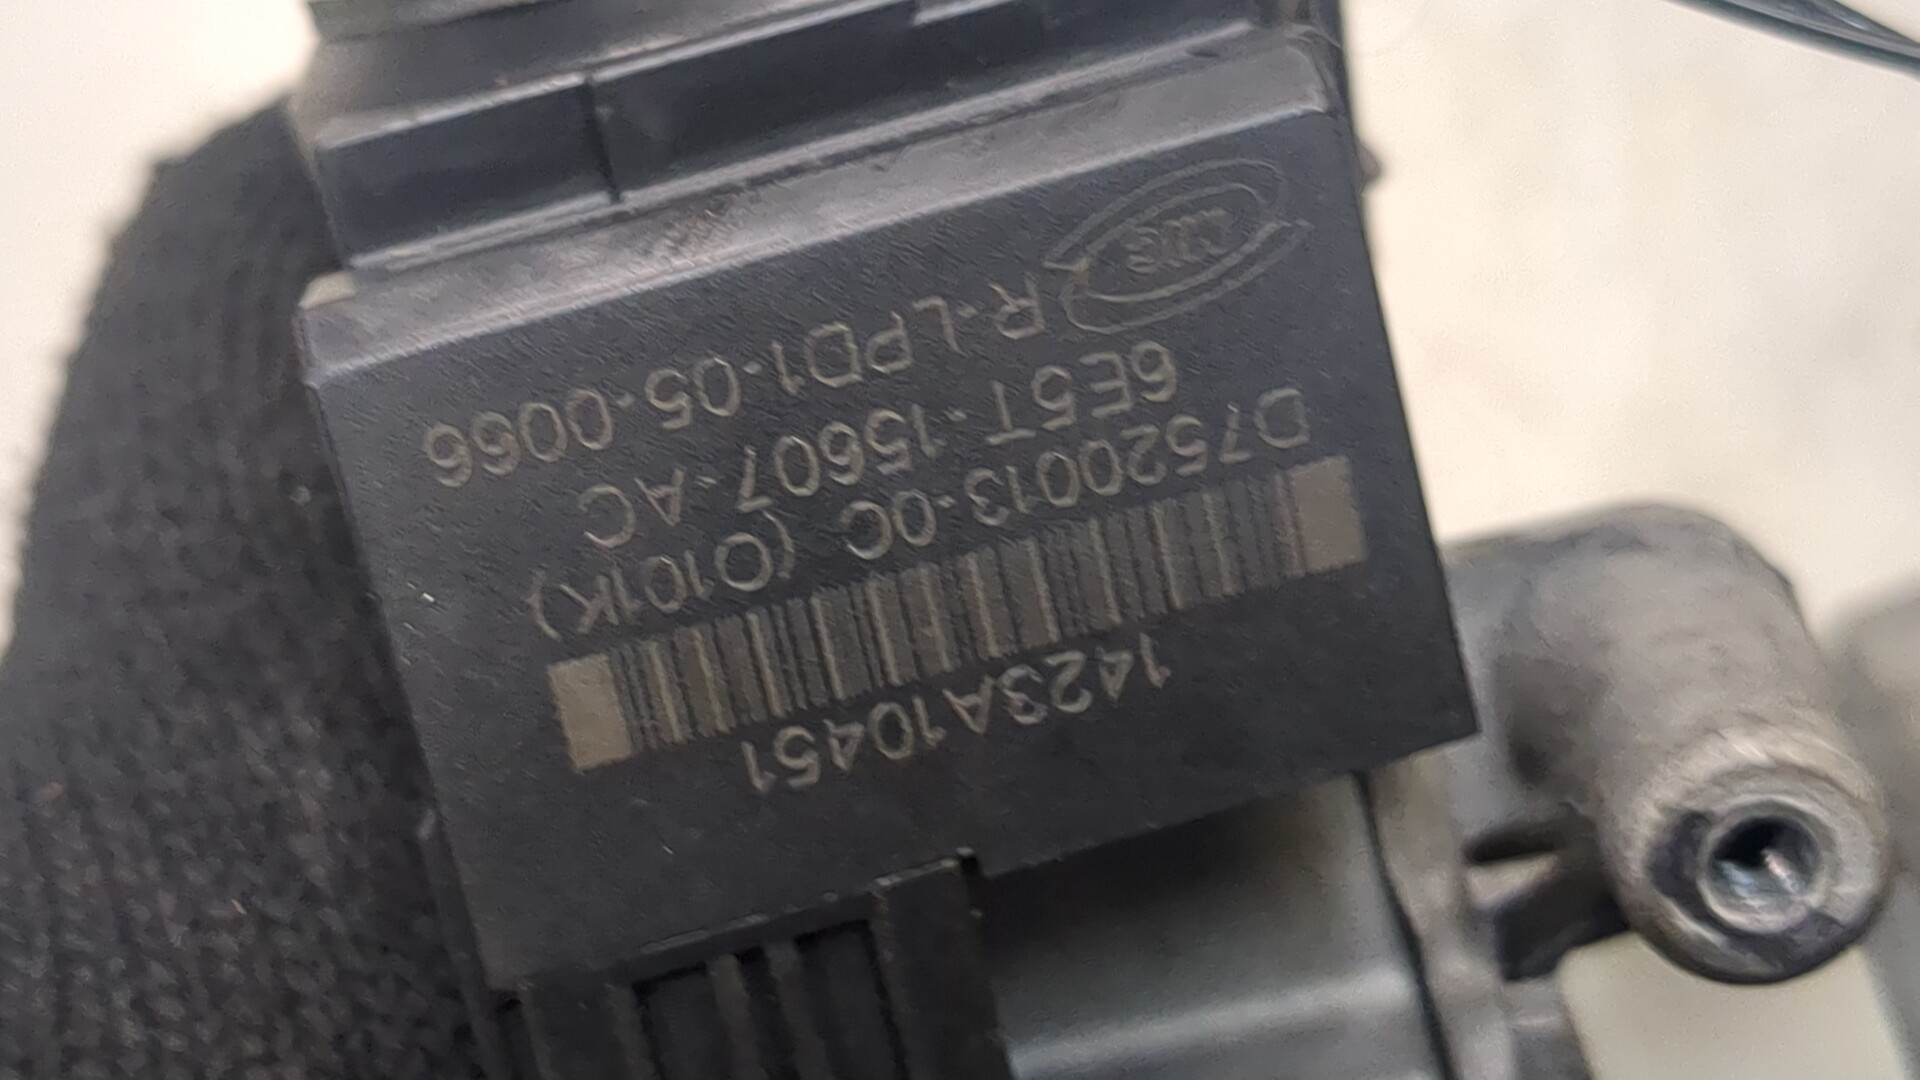 1423A10451
D7520013-0C (O101K)
6E5T-15607-AC
R-LPD1-05-0066